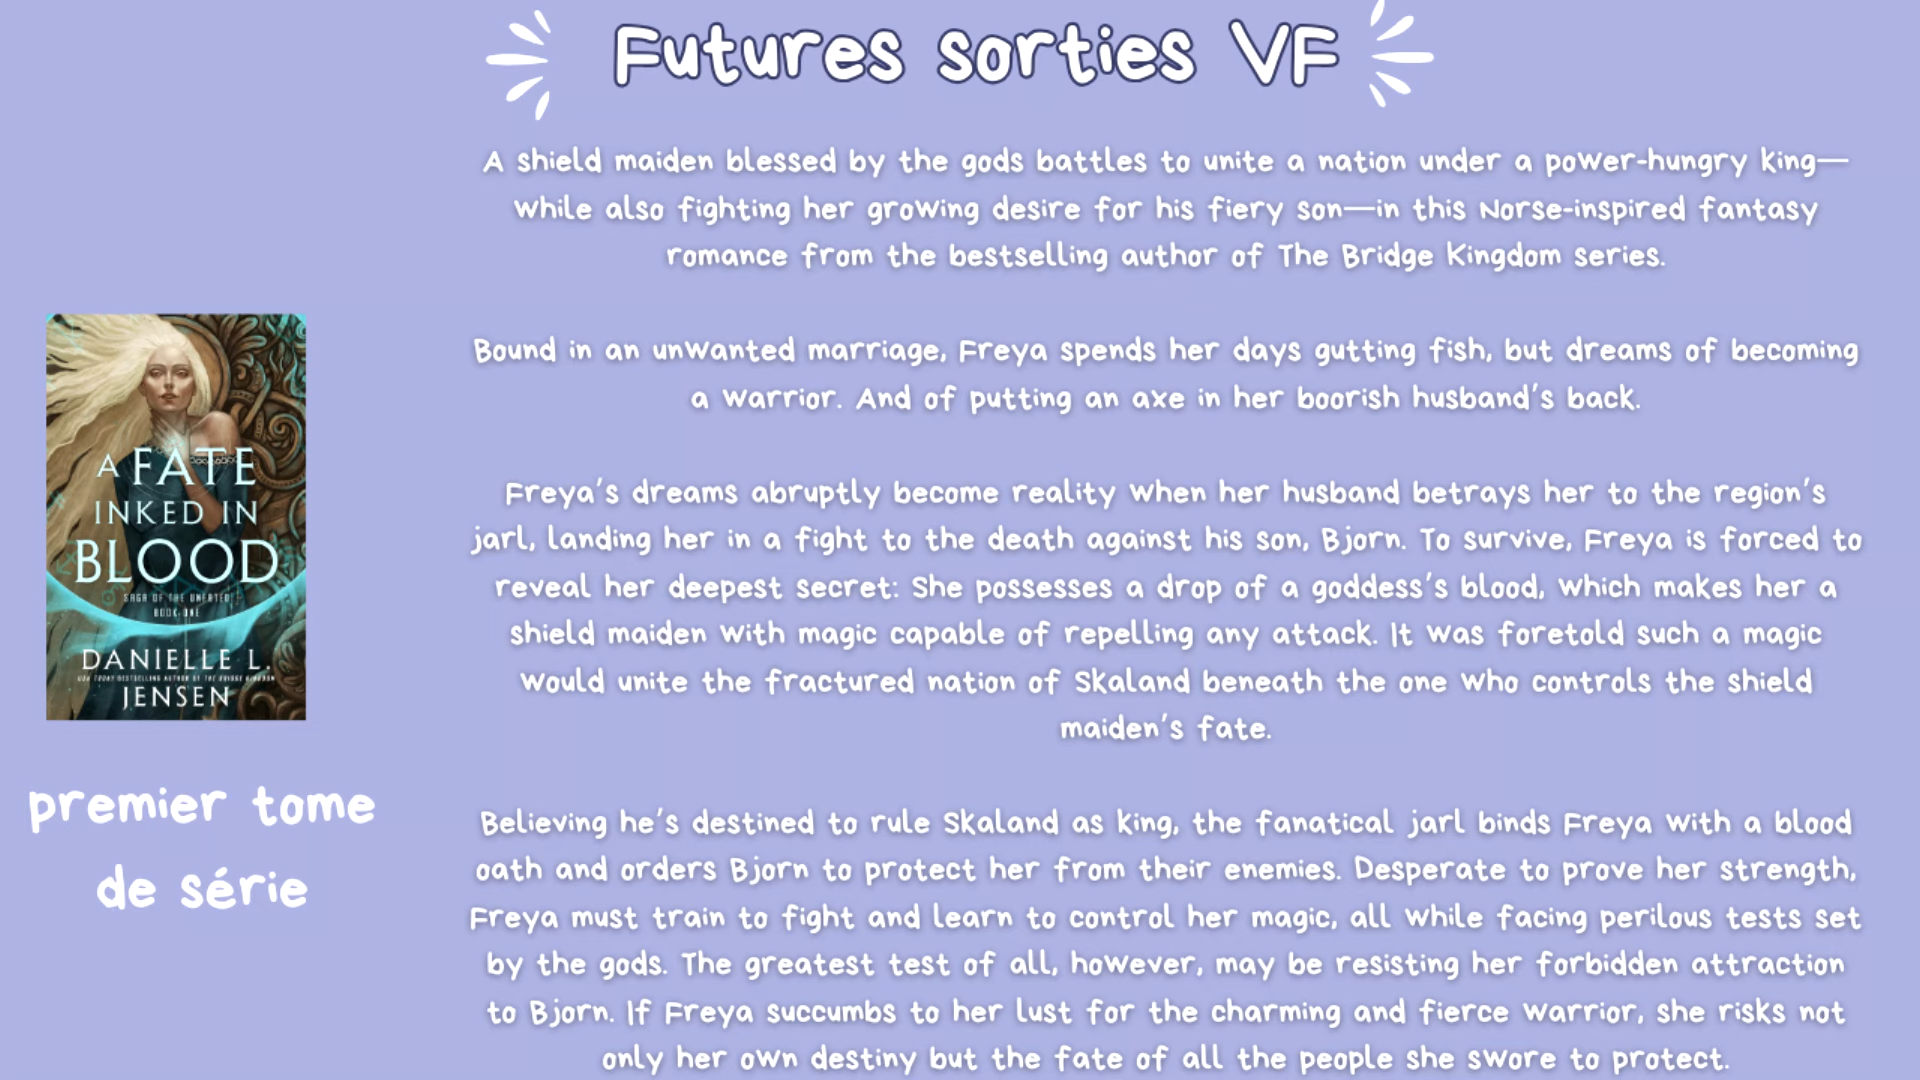 Futures sorties VF
A shield maiden blessed by the gods battles to unite a nation under a power-hungry king—
while also fighting her growing desire for his fiery son—in this Norse-inspired fantasy
romance from the bestselling author of The Bridge Kingdom series.
Bound in an unwanted marriage, Freya spends her days gutting fish, but dreams of becoming
a warrior. And of putting an axe in her boorish husband's back.
Freya's dreams abruptly become reality when her husband betrays her to the region's
jarl, landing her in a fight to the death against his son, Bjorn. To survive, Freya is forced to
reveal her deepest secret: She possesses a drop of a goddess's blood, which makes her a
shield maiden with magic capable of repelling any attack. It was foretold such a magic
would unite the fractured nation of Skaland beneath the one who controls the shield
maiden's fate.
Believing he's destined to rule Skaland as king, the fanatical jarl binds Freya with a blood
oath and orders Bjorn to protect her from their enemies. Desperate to prove her strength,
Freya must train to fight and learn to control her magic, all while facing perilous tests set
by the gods. The greatest test of all, however, may be resisting her forbidden attraction
to Bjorn. If Freya succumbs to her lust for the charming and fierce warrior, she risks not
only her own destiny but the fate of all the people she swore to protect.
A FATE
INKED IN
BLOOD
SAGA OF THE UNFATED
BOOK ONE
DANIELLE L.
USA TODAY BESTSELLING AUTHOR OF THE BRIDGE KINGDOM
JENSEN
premier tome
de série